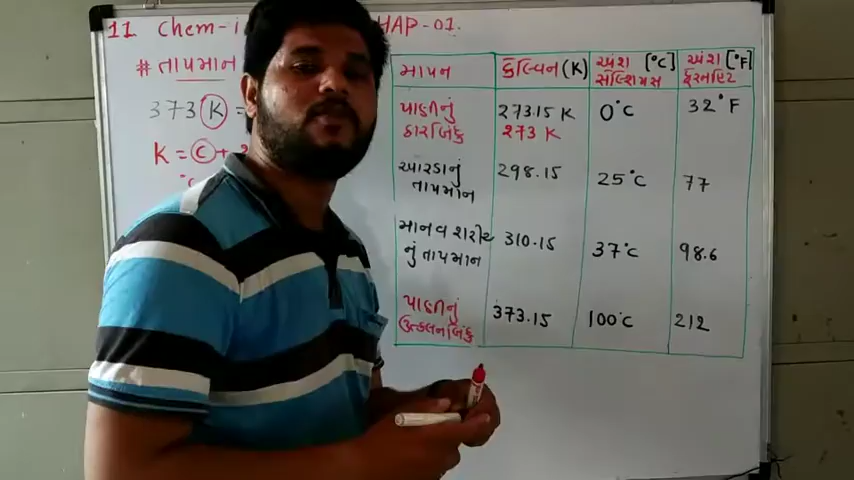 11 Chem-i
HAP-01.
# તાપમાન
373 K =
K = C +
°C
માપન કેલ્વિન (K) અંશ [°C] સેલ્શિયસ અંશ [°F] ફેરનહિટ
પાણીનું ઠારબિંદુ 273.15 K 273 K 0°C 32°F
ઓરડાનું તાપમાન 298.15 25°C 77
માનવ શરીર નું તાપમાન 310.15 37°C 98.6
પાણીનું ઉત્કલનબિંદુ 373.15 100°C 212